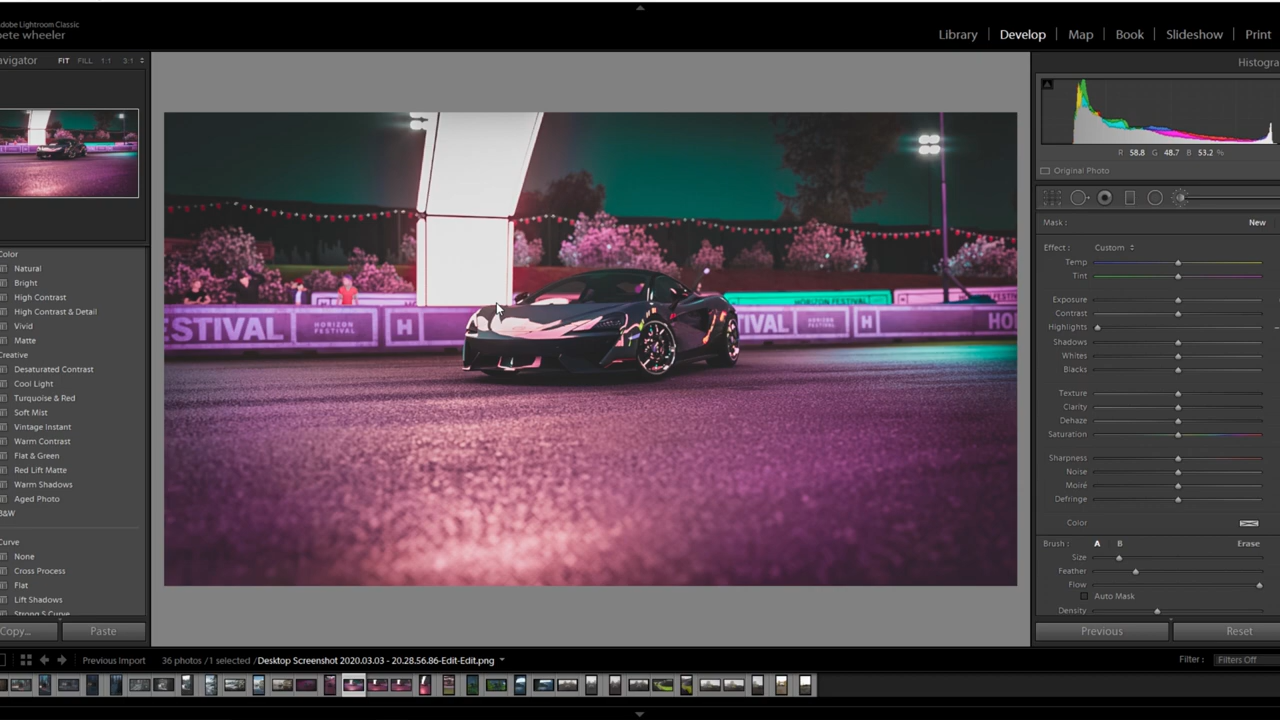 dobe Lightroom Classic
pete wheeler
Library | Develop | Map | Book | Slideshow | Print
avigator FIT FILL 1:1 3:1
Histogra
R 58.8 G 48.7 B 53.2 %
Original Photo
Mask : New
Effect : Custom
Temp
Tint
Exposure
Contrast
Highlights
Shadows
Whites
Blacks
Texture
Clarity
Dehaze
Saturation
Sharpness
Noise
Moiré
Defringe
Color
Brush : A B Erase
Size
Feather
Flow
Auto Mask
Density
Previous Reset
Color
Natural
Bright
High Contrast
High Contrast & Detail
Vivid
Matte
Creative
Desaturated Contrast
Cool Light
Turquoise & Red
Soft Mist
Vintage Instant
Warm Contrast
Flat & Green
Red Lift Matte
Warm Shadows
Aged Photo
B&W
Curve
None
Cross Process
Flat
Lift Shadows
Strong S Curve
Copy... Paste
ESTIVAL HORIZON FESTIVAL H
HORIZON FESTIVAL
IVAL HORIZON FESTIVAL H HO
Previous Import 36 photos /1 selected /Desktop Screenshot 2020.03.03 - 20.28.56.86-Edit-Edit.png
Filter : Filters Off